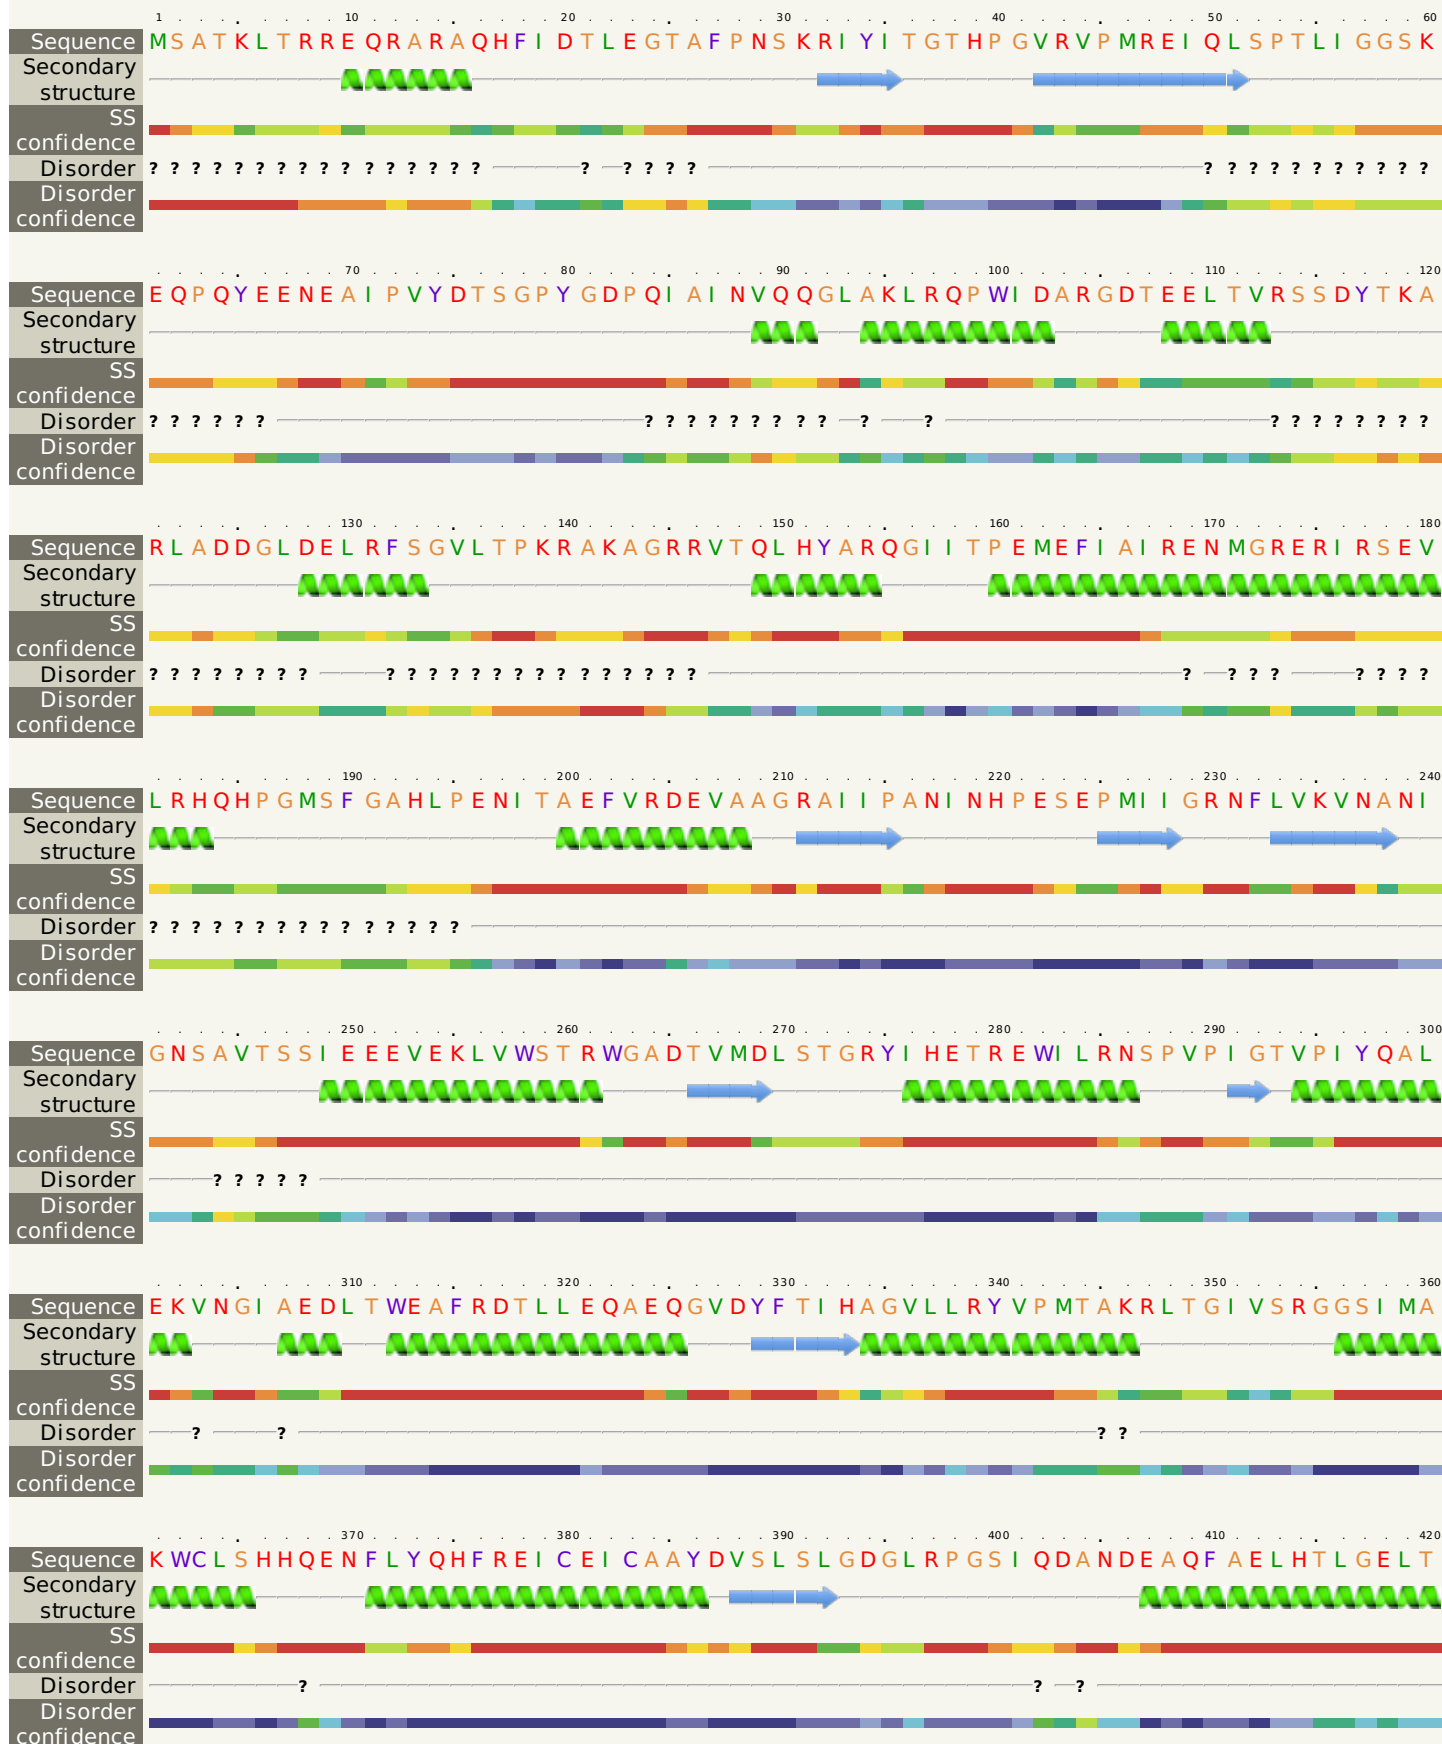 1 10 20 30 40 50 60
Sequence MSATKLTRREQRARAQHFIDTLEGTAFPNSKRIYITGTHPGVRVPMREIQLSPTLIGGSK
Secondary
structure
SS
confidence
Disorder ? ? ? ? ? ? ? ? ? ? ? ? ? ? ? ? ? ? ? ? ? ? ? ? ? ? ? ? ? ? ? ?
Disorder
confidence
70 80 90 100 110 120
Sequence EQPQYEENEAIPVYDTSGPYGDPQIAINVQQGLAKLRQPWIDARGDTEELTVRSSDYTKA
Secondary
structure
SS
confidence
Disorder ? ? ? ? ? ? ? ? ? ? ? ? ? ? ? ? ? ? ? ? ? ? ? ? ?
Disorder
confidence
130 140 150 160 170 180
Sequence RLADDGLDELRFSGVLTPKRAKAGRRVTQLHYARQGIITPEMEFIAIRENMGRERIRSEV
Secondary
structure
SS
confidence
Disorder ? ? ? ? ? ? ? ? ? ? ? ? ? ? ? ? ? ? ? ? ? ? ? ? ? ? ? ? ? ? ? 
Disorder
confidence
190 200 210 220 230 240
Sequence LRHQHPGMSFGAHLPENITAEFVRDEVAAGRAIIPANINHPESEPMIIGRNFLVKVNANI
Secondary
structure
SS
confidence
Disorder ? ? ? ? ? ? ? ? ? ? ? ? ? ? ?
Disorder
confidence
250 260 270 280 290 300
Sequence GNSAVTSSIEEEVEKLVWSTRWGADTVMDLSTGRYIHETREWILRNSPVPIGTVPIYQAL
Secondary
structure
SS
confidence
Disorder ? ? ? ? ?
Disorder
confidence
310 320 330 340 350 360
Sequence EKVNGIAEDLTWEAFRDTLLEQAEQGVDYFTIHAGVLLRYVPMTAKRLTGIVSRGGSIMA
Secondary
structure
SS
confidence
Disorder ? ? ? ?
Disorder
confidence
370 380 390 400 410 420
Sequence KWCLSHHQENFLYQHFREICEICAAYDVSLSLGDGLRPGSIQDANDEAQFAELHTLGELT
Secondary
structure
SS
confidence
Disorder ? ? ?
Disorder
confidence